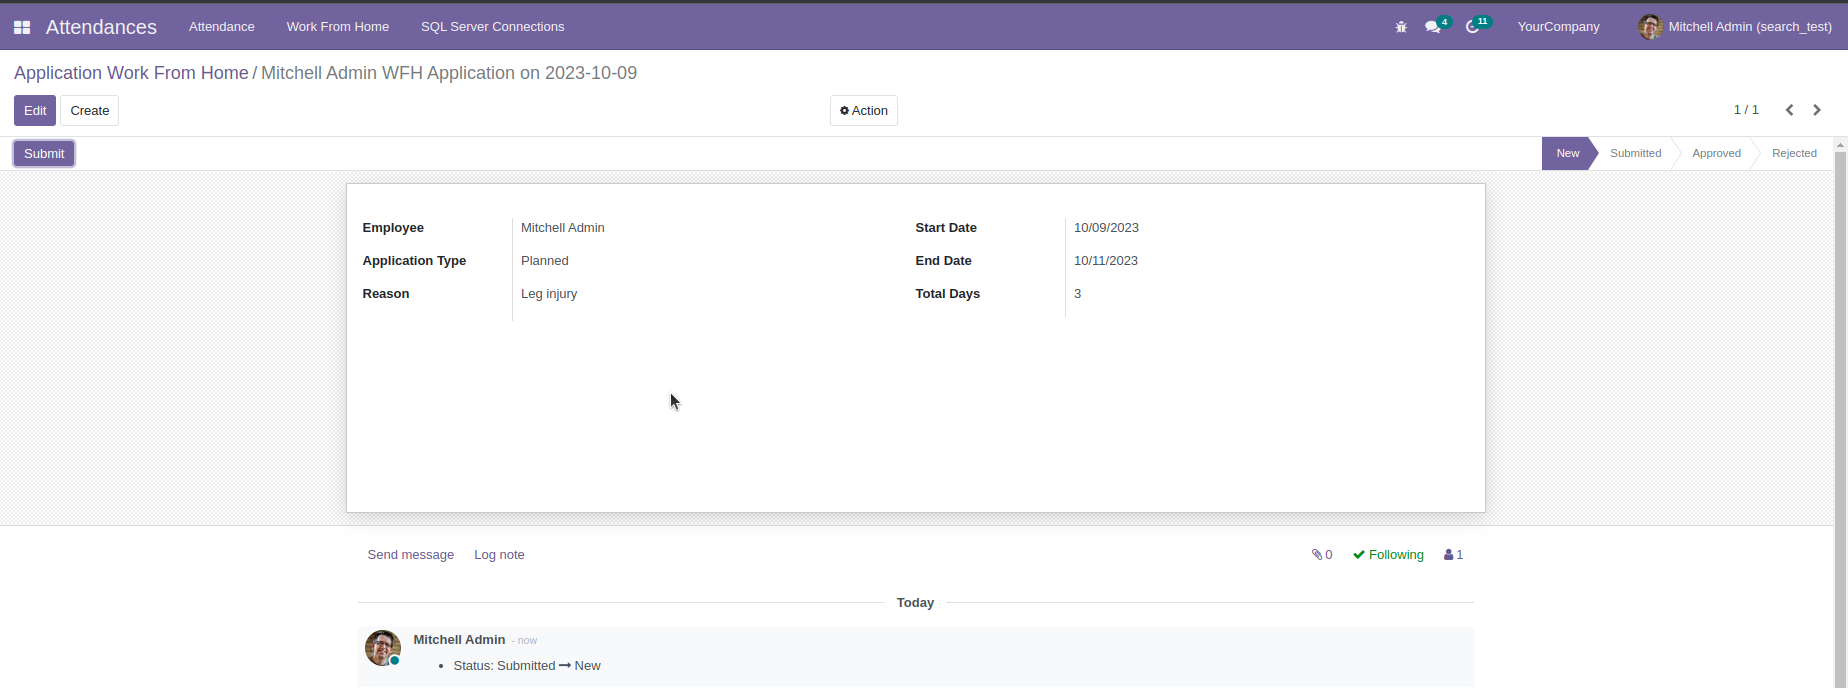 Attendances Attendance Work From Home SQL Server Connections 4 11 YourCompany Mitchell Admin (search_test)
Application Work From Home / Mitchell Admin WFH Application on 2023-10-09
Edit Create Action 1 / 1
Submit New Submitted Approved Rejected
Employee Mitchell Admin Start Date 10/09/2023
Application Type Planned End Date 10/11/2023
Reason Leg injury Total Days 3
Send message Log note 0 Following 1
Today
Mitchell Admin - now
• Status: Submitted → New